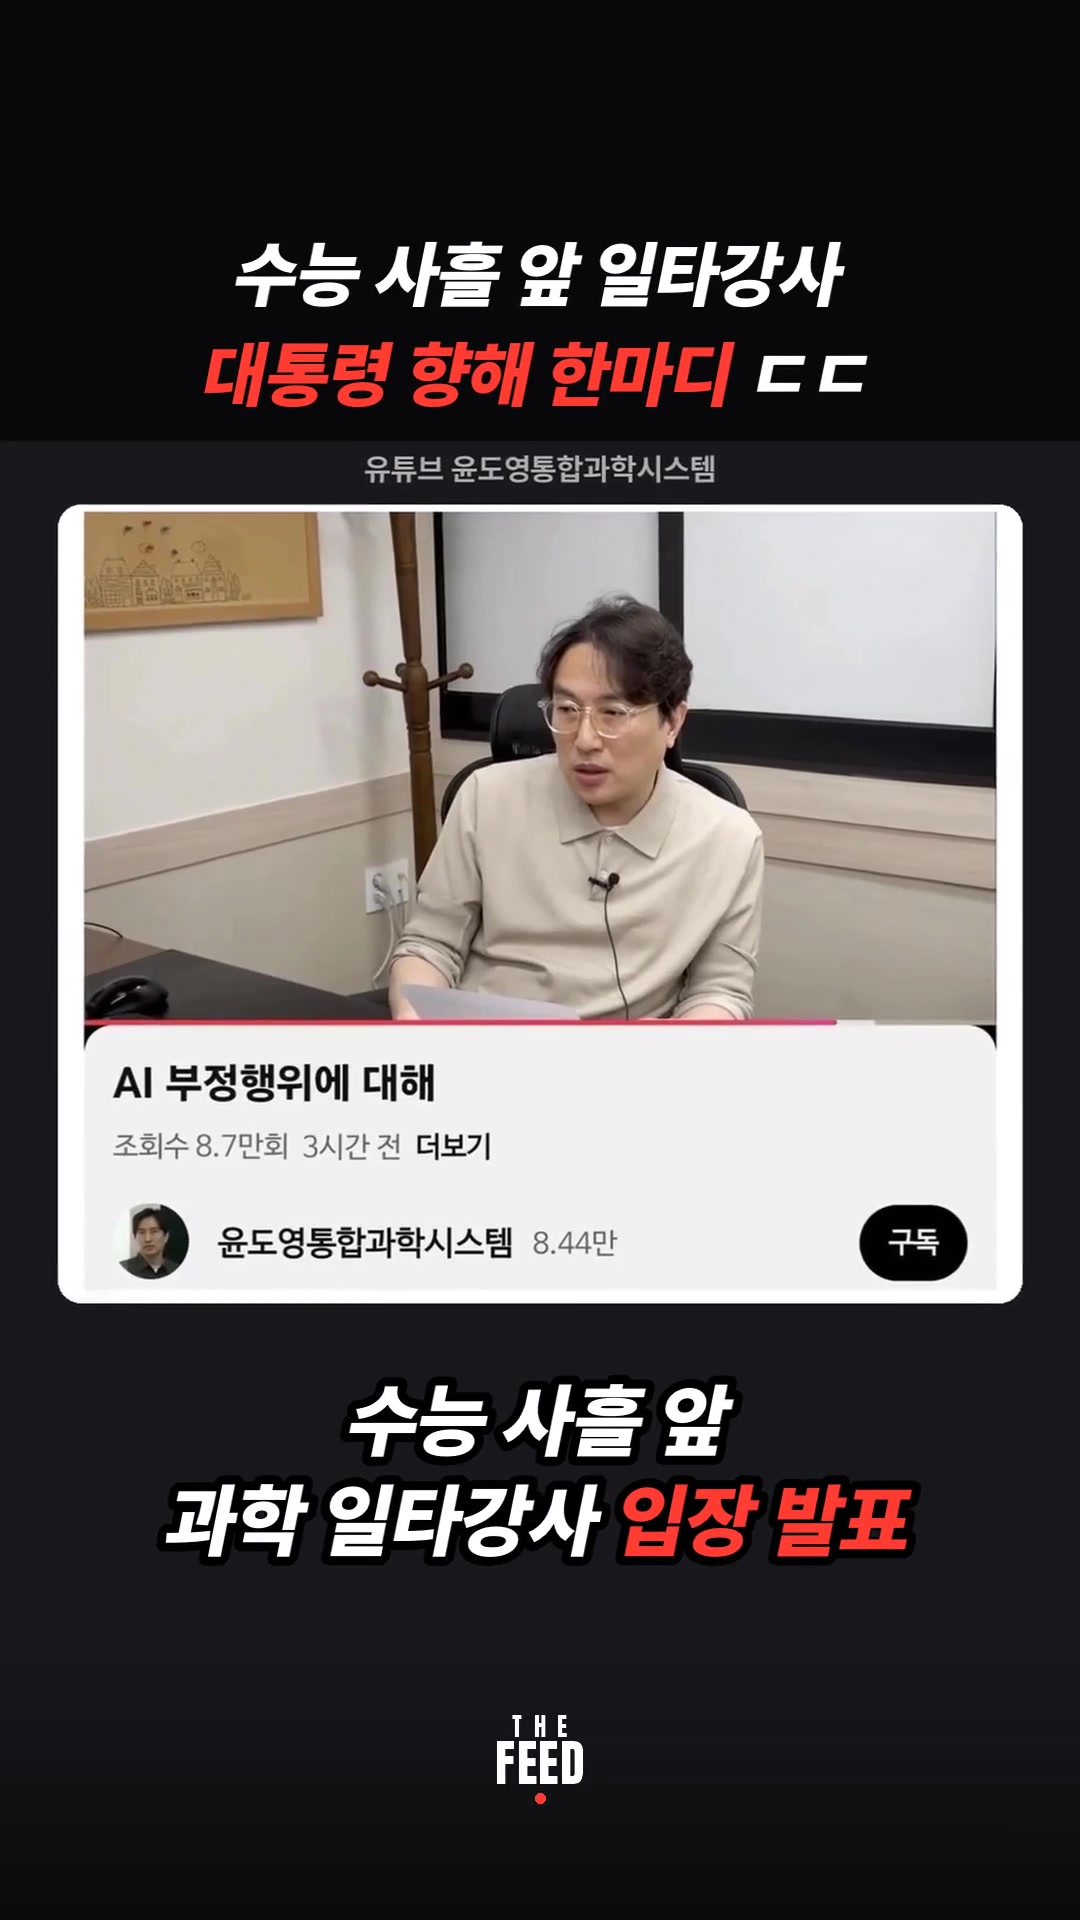 수능 사흘 앞 일타강사
대통령 향해 한마디 ㄷㄷ
유튜브 윤도영통합과학시스템
AI 부정행위에 대해
조회수 8.7만회 3시간 전 더보기
윤도영통합과학시스템 8.44만 구독
수능 사흘 앞
과학 일타강사 입장 발표
THE
FEED